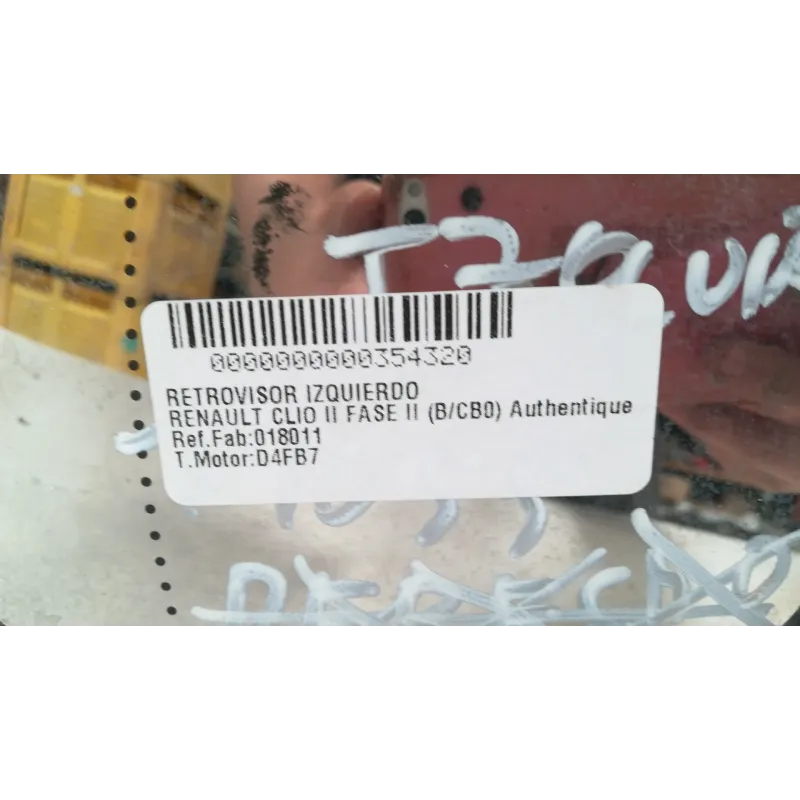 0000000000354320
RETROVISOR IZQUIERDO
RENAULT CLIO II FASE II (B/CB0) Authentique
Ref.Fab:018011
T.Motor:D4FB7